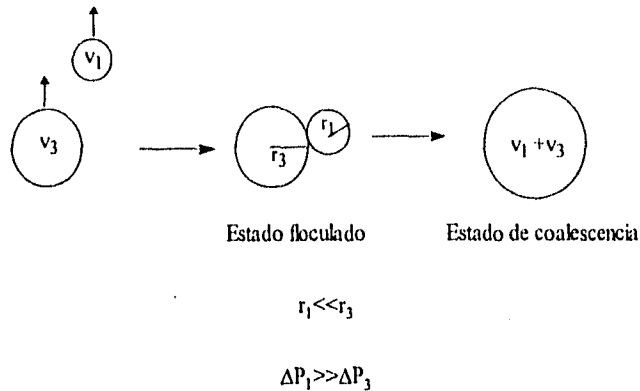 v₁
v₃
r₁
r₃
v₁ +v₃
Estado floculado
Estado de coalescencia
r₁<<r₃
ΔP₁>>ΔP₃